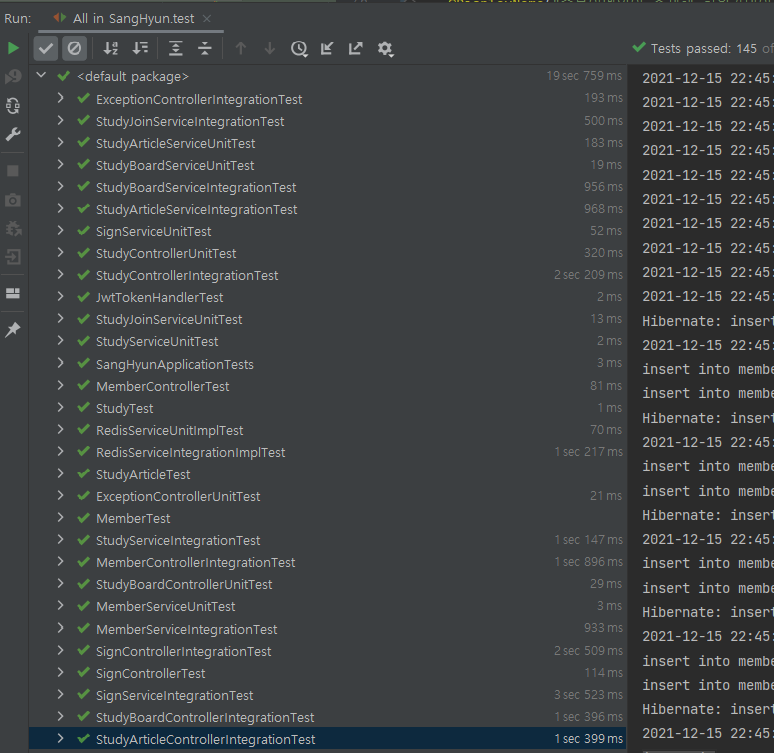 Run: All in SangHyun.test
Tests passed: 145 of
<default package> 19 sec 759 ms
ExceptionControllerIntegrationTest 193 ms
StudyJoinServiceIntegrationTest 500 ms
StudyArticleServiceUnitTest 183 ms
StudyBoardServiceUnitTest 19 ms
StudyBoardServiceIntegrationTest 956 ms
StudyArticleServiceIntegrationTest 968 ms
SignServiceUnitTest 52 ms
StudyControllerUnitTest 320 ms
StudyControllerIntegrationTest 2 sec 209 ms
JwtTokenHandlerTest 2 ms
StudyJoinServiceUnitTest 13 ms
StudyServiceUnitTest 2 ms
SangHyunApplicationTests 3 ms
MemberControllerTest 81 ms
StudyTest 1 ms
RedisServiceUnitImplTest 70 ms
RedisServiceIntegrationImplTest 1 sec 217 ms
StudyArticleTest
ExceptionControllerUnitTest 21 ms
MemberTest
StudyServiceIntegrationTest 1 sec 147 ms
MemberControllerIntegrationTest 1 sec 896 ms
StudyBoardControllerUnitTest 29 ms
MemberServiceUnitTest 3 ms
MemberServiceIntegrationTest 933 ms
SignControllerIntegrationTest 2 sec 509 ms
SignControllerTest 114 ms
SignServiceIntegrationTest 3 sec 523 ms
StudyBoardControllerIntegrationTest 1 sec 396 ms
StudyArticleControllerIntegrationTest 1 sec 399 ms
2021-12-15 22:45:
2021-12-15 22:45:
2021-12-15 22:45:
2021-12-15 22:45:
2021-12-15 22:45:
2021-12-15 22:45:
2021-12-15 22:45:
2021-12-15 22:45:
2021-12-15 22:45:
2021-12-15 22:45:
Hibernate: insert
2021-12-15 22:45:
insert into membe
insert into membe
Hibernate: insert
2021-12-15 22:45:
insert into membe
insert into membe
Hibernate: insert
2021-12-15 22:45:
insert into membe
insert into membe
Hibernate: insert
2021-12-15 22:45:
insert into membe
insert into membe
Hibernate: insert
2021-12-15 22:45: